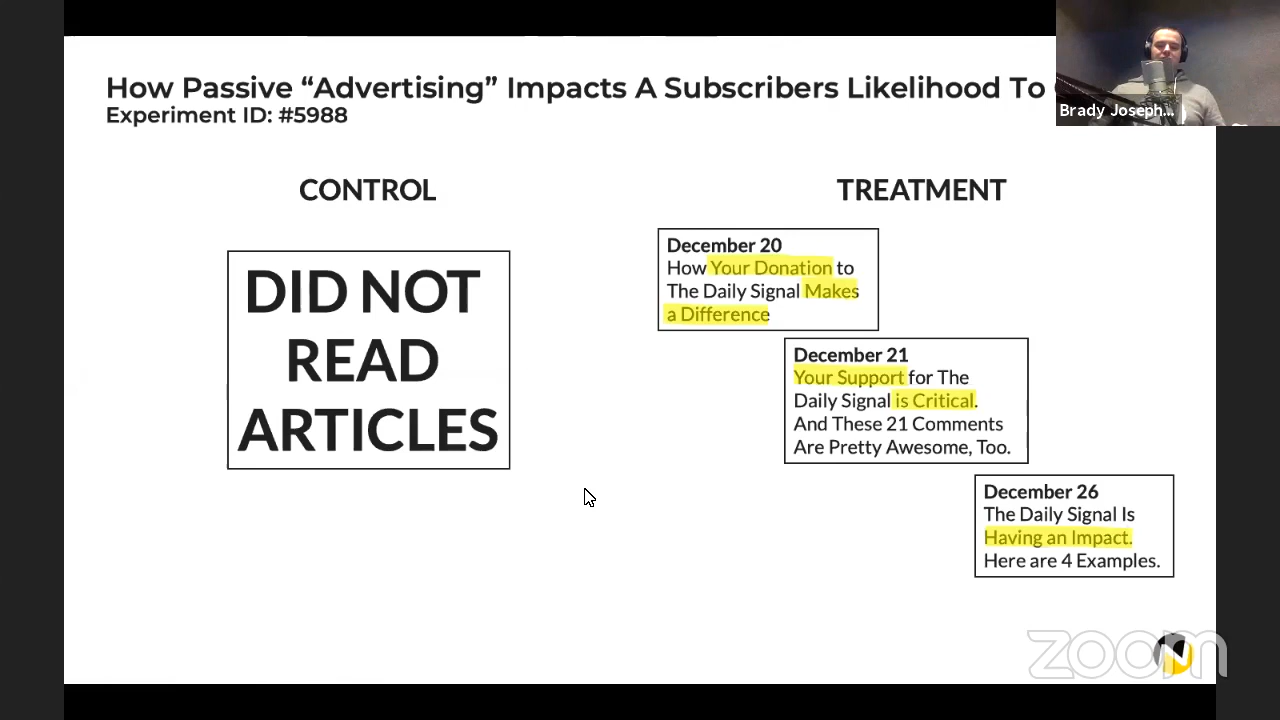 How Passive “Advertising” Impacts A Subscribers Likelihood To
Experiment ID: #5988
Brady Joseph...
CONTROL
TREATMENT
DID NOT
READ
ARTICLES
December 20
How Your Donation to
The Daily Signal Makes
a Difference
December 21
Your Support for The
Daily Signal is Critical.
And These 21 Comments
Are Pretty Awesome, Too.
December 26
The Daily Signal Is
Having an Impact.
Here are 4 Examples.
zoom